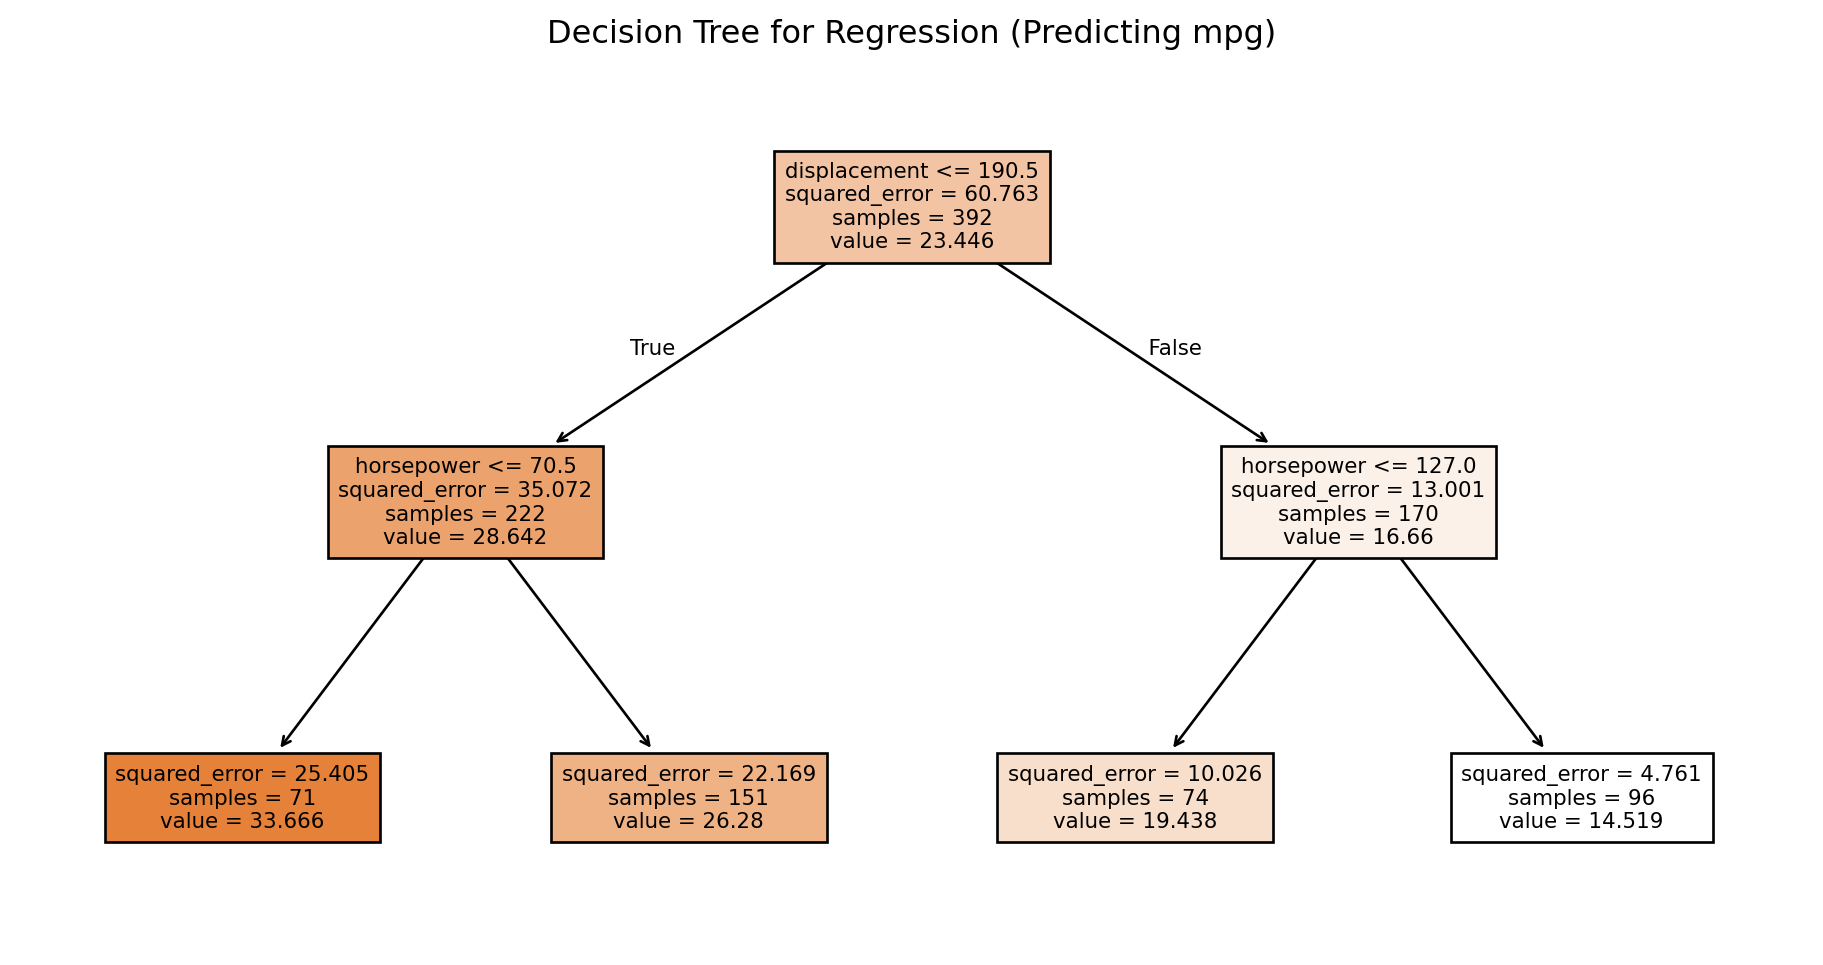 Decision Tree for Regression (Predicting mpg)
displacement <= 190.5
squared_error = 60.763
samples = 392
value = 23.446
True
False
horsepower <= 70.5
squared_error = 35.072
samples = 222
value = 28.642
horsepower <= 127.0
squared_error = 13.001
samples = 170
value = 16.66
squared_error = 25.405
samples = 71
value = 33.666
squared_error = 22.169
samples = 151
value = 26.28
squared_error = 10.026
samples = 74
value = 19.438
squared_error = 4.761
samples = 96
value = 14.519